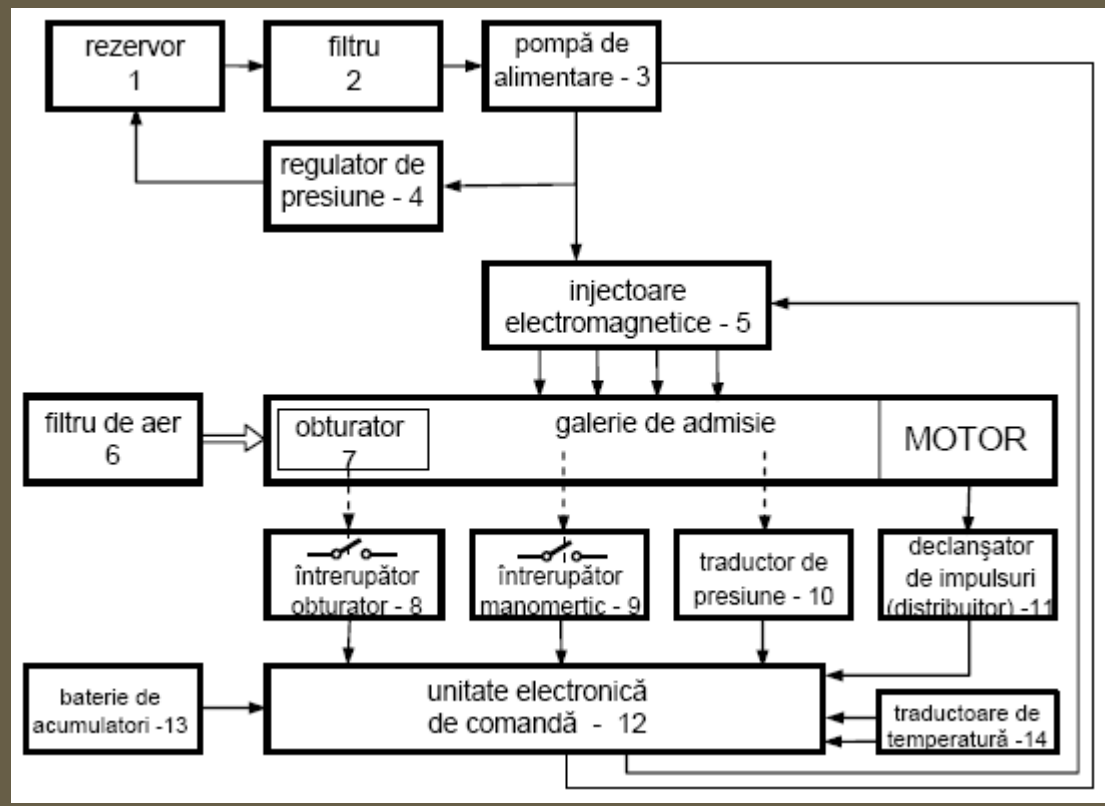 rezervor
1
filtru
2
pompă de
alimentare - 3
regulator de
presiune - 4
injectoare
electromagnetice - 5
filtru de aer
6
obturator
7
galerie de admisie
MOTOR
întrerupător
obturator - 8
întrerupător
manomertic - 9
traductor de
presiune - 10
declanşator
de impulsuri
(distribuitor) -11
baterie de
acumulatori -13
unitate electronică
de comandă - 12
traductoare de
temperatură -14